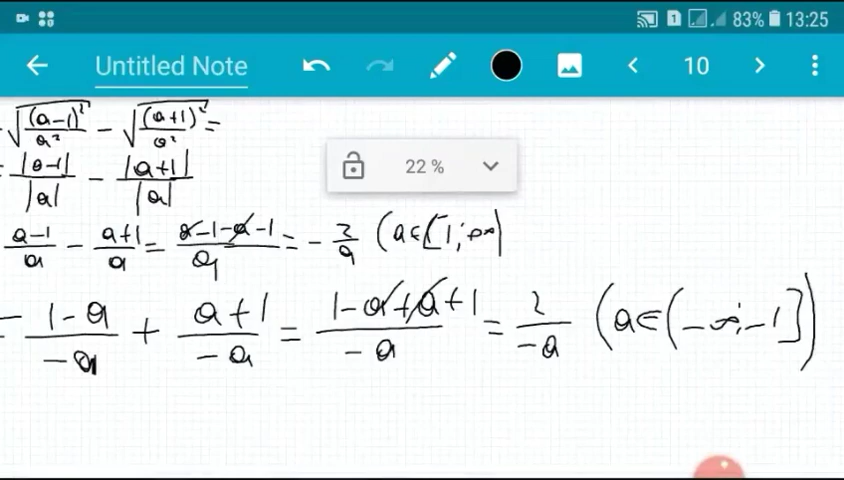 1 83% 13:25
Untitled Note 10
√(a-1)²/a² - √(a+1)²/a² =
= |a-1|/|a| - |a+1|/|a|
22 %
a-1/a - a+1/a = a-1-a-1/a = - 2/a (a∈[1;+∞)
- 1-a/-a + a+1/-a = 1-a+a+1/-a = 2/-a (a∈(-∞;-1])